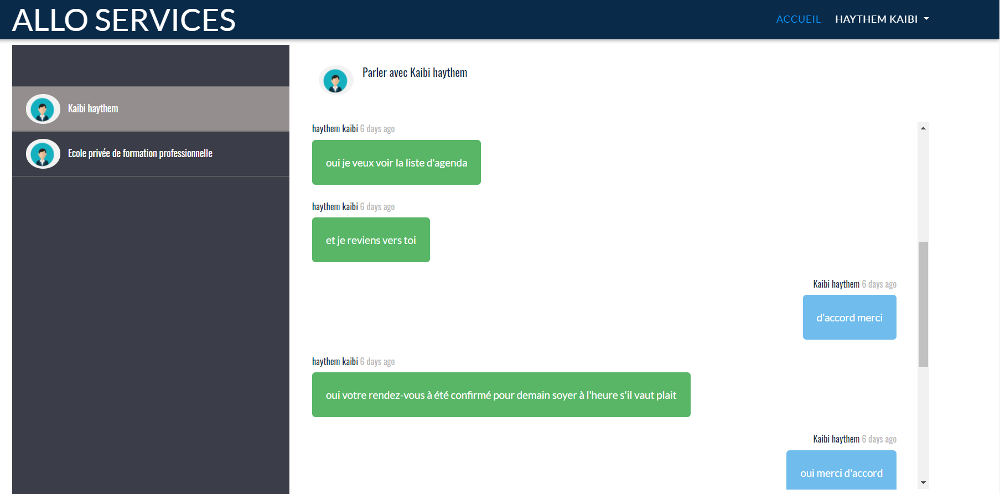 ALLO SERVICES
ACCUEIL
HAYTHEM KAIBI
Kaibi haythem
Ecole privée de formation professionnelle
Parler avec Kaibi haythem
haythem kaibi 6 days ago
oui je veux voir la liste d'agenda
haythem kaibi 6 days ago
et je reviens vers toi
Kaibi haythem 6 days ago
d'accord merci
haythem kaibi 6 days ago
oui votre rendez-vous à été confirmé pour demain soyer à l'heure s'il vaut plait
Kaibi haythem 6 days ago
oui merci d'accord